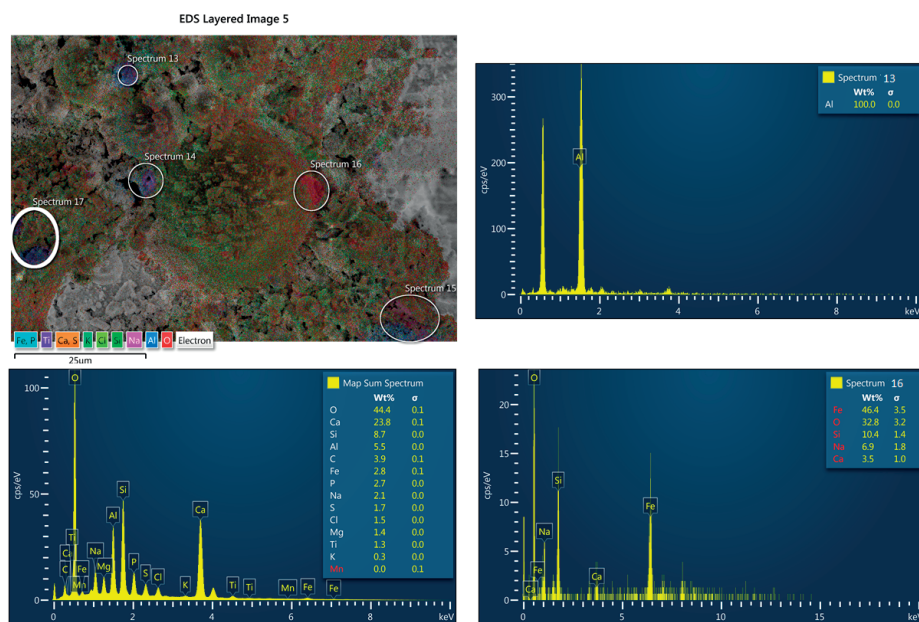 EDS Layered Image 5
Spectrum 13
Spectrum 14
Spectrum 16
Spectrum 17
Spectrum 15
Fe, P Ti Ca, S K Cl Si Na Al O Electron
25um
cps/eV
300
200
100
0
Al
Spectrum 13
Wt% σ
Al 100.0 0.0
0 2 4 6 8 keV
cps/eV
100
50
0
O
Ti
Ca
C
Fe
Mn
Na
Mg
Al
Si
P
S
Cl
K
Ca
Ti
Ti
Mn
Fe
Fe
Map Sum Spectrum
Wt% σ
O 44.4 0.1
Ca 23.8 0.1
Si 8.7 0.0
Al 5.5 0.0
C 3.9 0.1
Fe 2.8 0.1
P 2.7 0.0
Na 2.1 0.0
S 1.7 0.0
Cl 1.5 0.0
Mg 1.4 0.0
Ti 1.3 0.0
K 0.3 0.0
Mn 0.0 0.1
0 2 4 6 8 keV
cps/eV
20
15
10
5
0
O
Na
Fe
Ca
Si
Ca
Fe
Spectrum 16
Wt% σ
Fe 46.4 3.5
O 32.8 3.2
Si 10.4 1.4
Na 6.9 1.8
Ca 3.5 1.0
0 5 10 15 keV